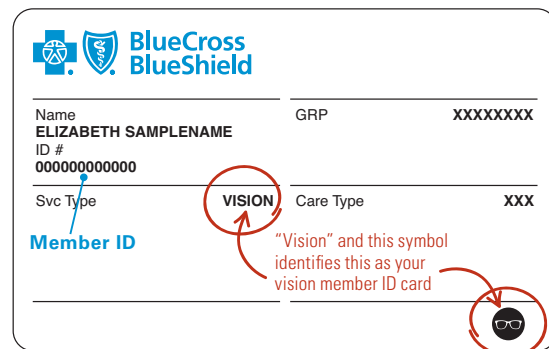 BlueCross
BlueShield
Name
ELIZABETH SAMPLENAME
ID #
000000000000
GRP XXXXXXXX
Svc Type VISION
Care Type XXX
Member ID
"Vision" and this symbol
identifies this as your
vision member ID card